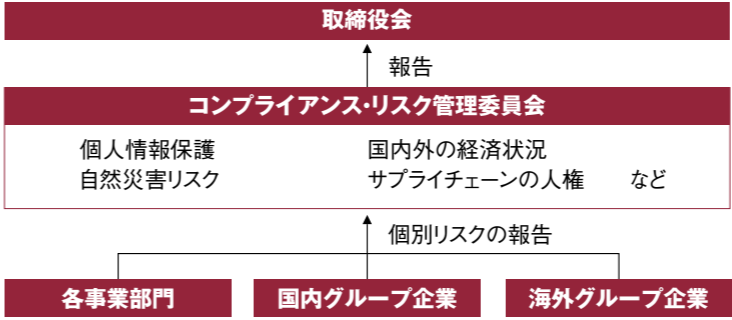 取締役会
報告
コンプライアンス・リスク管理委員会
個人情報保護 国内外の経済状況
自然災害リスク サプライチェーンの人権 など
個別リスクの報告
各事業部門 国内グループ企業 海外グループ企業